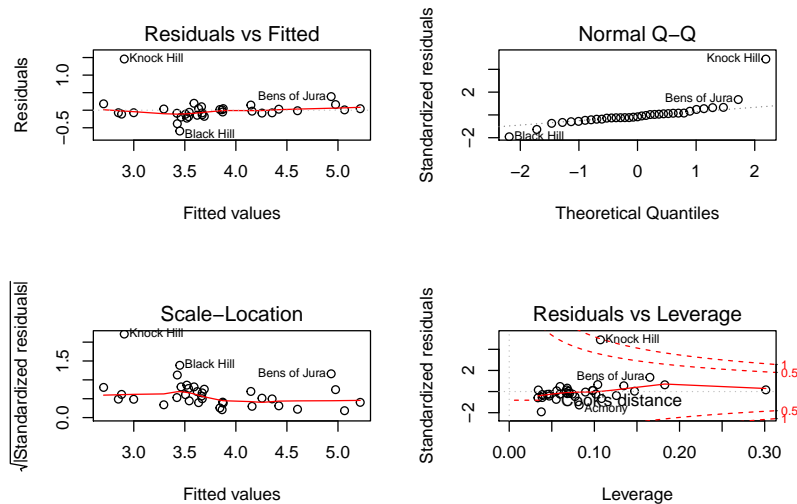 Residuals vs Fitted
Residuals
1.0
−0.5
Knock Hill
Bens of Jura
Black Hill
3.0 3.5 4.0 4.5 5.0
Fitted values
Normal Q−Q
Standardized residuals
4
2
−2
Knock Hill
Bens of Jura
Black Hill
−2 −1 0 1 2
Theoretical Quantiles
Scale−Location
√|Standardized residuals|
1.5
0.0
Knock Hill
Black Hill
Bens of Jura
3.0 3.5 4.0 4.5 5.0
Fitted values
Residuals vs Leverage
Standardized residuals
2
−2
Knock Hill
Bens of Jura
Cook's distance
Acmony
1
0.5
0.5
1
0.00 0.10 0.20 0.30
Leverage